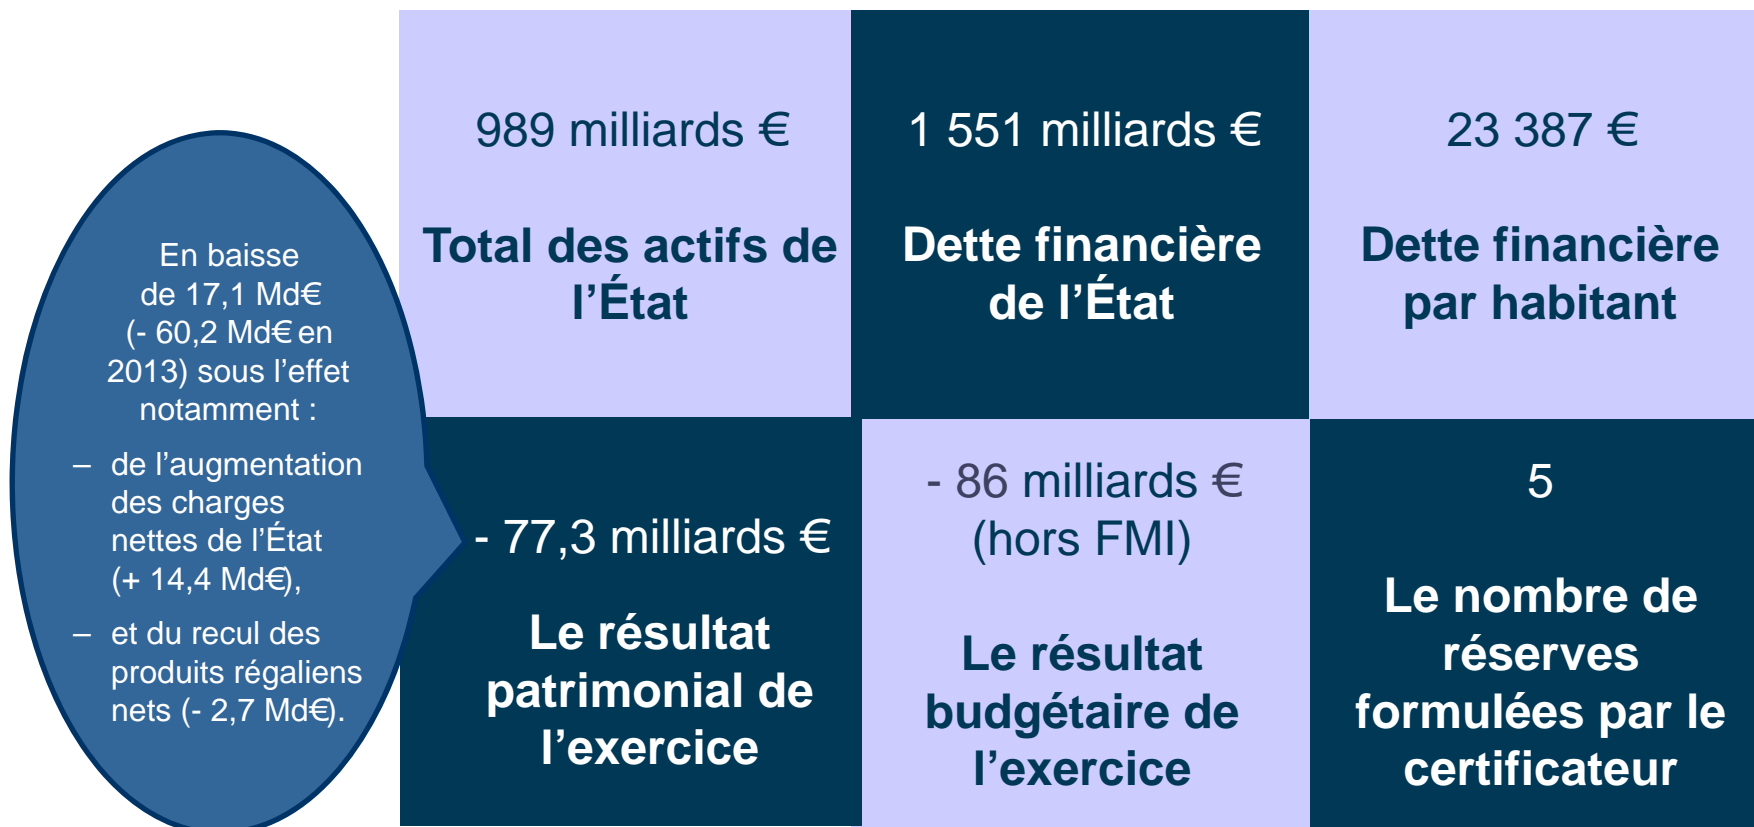 989 milliards €
Total des actifs de
l’État
1 551 milliards €
Dette financière
de l’État
23 387 €
Dette financière
par habitant
En baisse
de 17,1 Md€
(- 60,2 Md€ en
2013) sous l’effet
notamment :
– de l’augmentation
des charges
nettes de l’État
(+ 14,4 Md€),
– et du recul des
produits régaliens
nets (- 2,7 Md€).
- 77,3 milliards €
Le résultat
patrimonial de
l’exercice
- 86 milliards €
(hors FMI)
Le résultat
budgétaire de
l’exercice
5
Le nombre de
réserves
formulées par le
certificateur